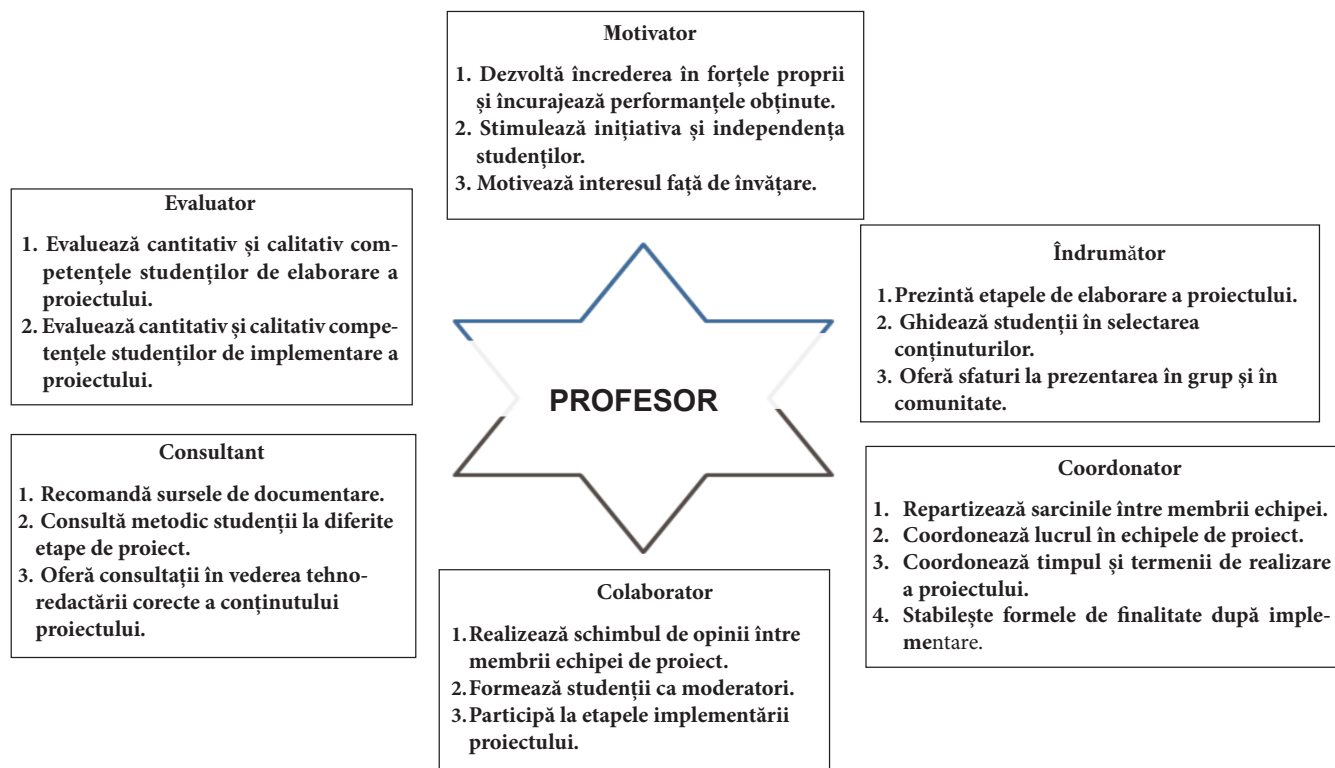 Motivator
1. Dezvoltă încrederea în forțele proprii
și încurajează performanțele obținute.
2. Stimulează inițiativa și independența
studenților.
3. Motivează interesul față de învățare.
Evaluator
1. Evaluează cantitativ și calitativ com-
petențele studenților de elaborare a
proiectului.
2. Evaluează cantitativ și calitativ compe-
tențele studenților de implementare a
proiectului.
Îndrumător
1. Prezintă etapele de elaborare a proiectului.
2. Ghidează studenții în selectarea
conținuturilor.
3. Oferă sfaturi la prezentarea în grup și în
comunitate.
PROFESOR
Consultant
1. Recomandă sursele de documentare.
2. Consultă metodic studenții la diferite
etape de proiect.
3. Oferă consultații în vederea tehno-
redactării corecte a conținutului
proiectului.
Coordonator
1. Repartizează sarcinile între membrii echipei.
2. Coordonează lucrul în echipele de proiect.
3. Coordonează timpul și termenii de realizare
a proiectului.
4. Stabilește formele de finalitate după imple-
mentare.
Colaborator
1. Realizează schimbul de opinii între
membrii echipei de proiect.
2. Formează studenții ca moderatori.
3. Participă la etapele implementării
proiectului.